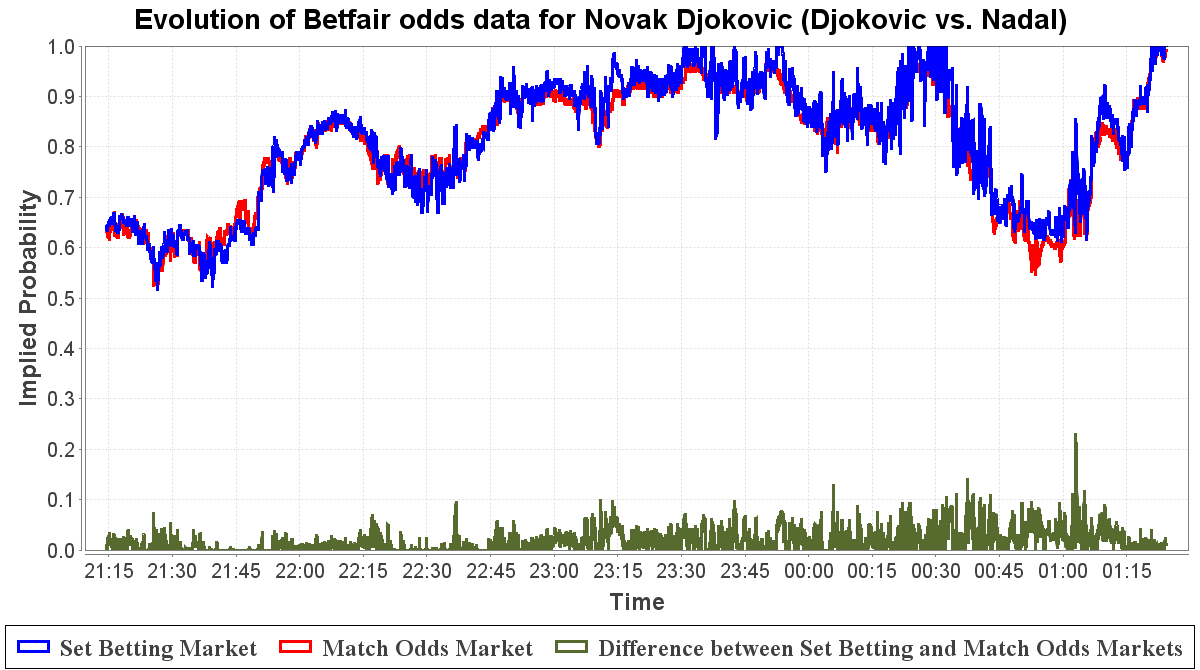 Evolution of Betfair odds data for Novak Djokovic (Djokovic vs. Nadal)
Implied Probability
1.0
0.9
0.8
0.7
0.6
0.5
0.4
0.3
0.2
0.1
0.0
21:15 21:30 21:45 22:00 22:15 22:30 22:45 23:00 23:15 23:30 23:45 00:00 00:15 00:30 00:45 01:00 01:15
Time
Set Betting Market Match Odds Market Difference between Set Betting and Match Odds Markets